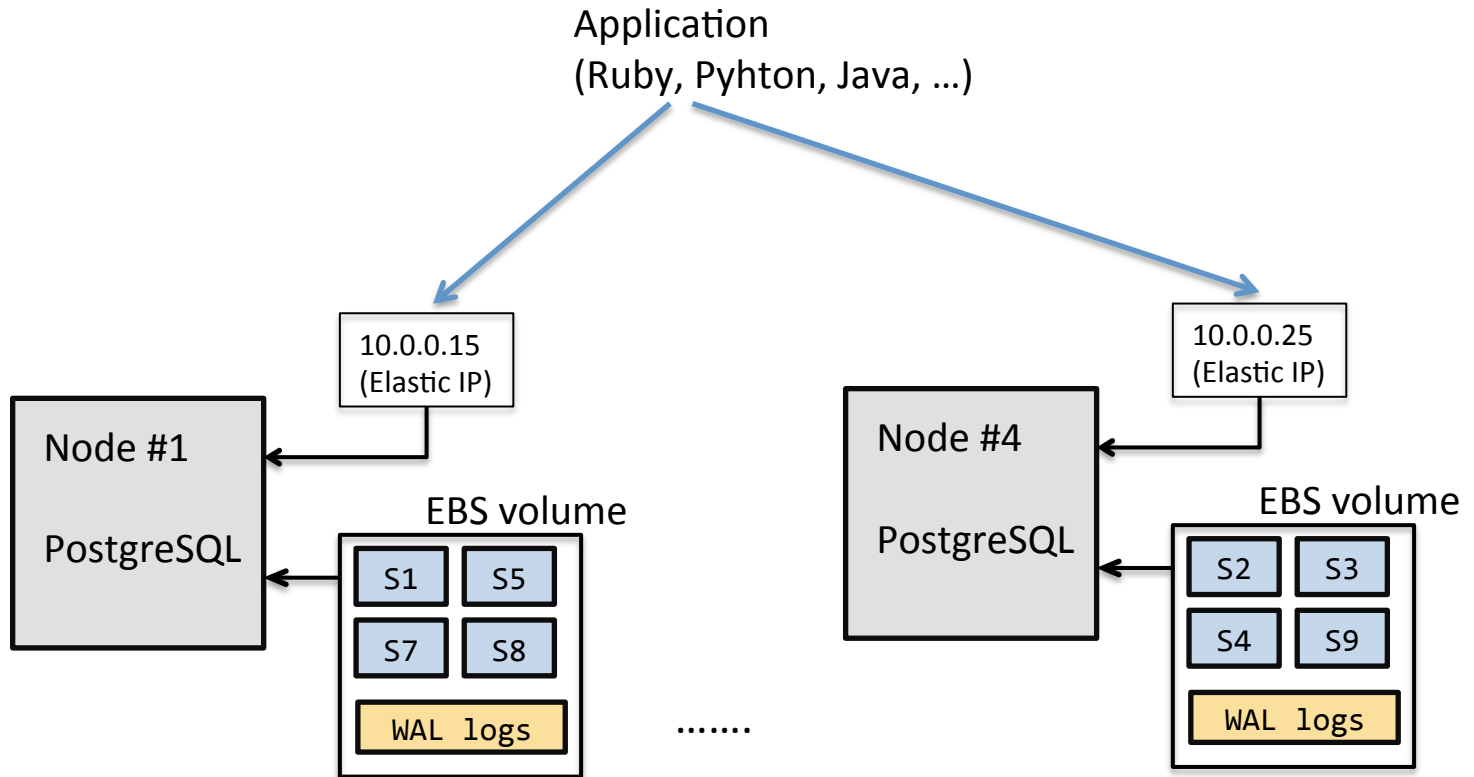 Application
(Ruby, Pyhton, Java, …)
10.0.0.15
(Elastic IP)
10.0.0.25
(Elastic IP)
Node #1
PostgreSQL
Node #4
PostgreSQL
EBS volume
S1 S5
S7 S8
WAL logs
.......
EBS volume
S2 S3
S4 S9
WAL logs